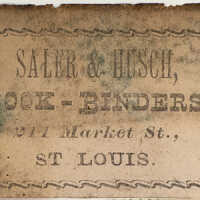 SALER & HUSCH,
OOK - BINDERS
211 Market St.,
ST LOUIS.